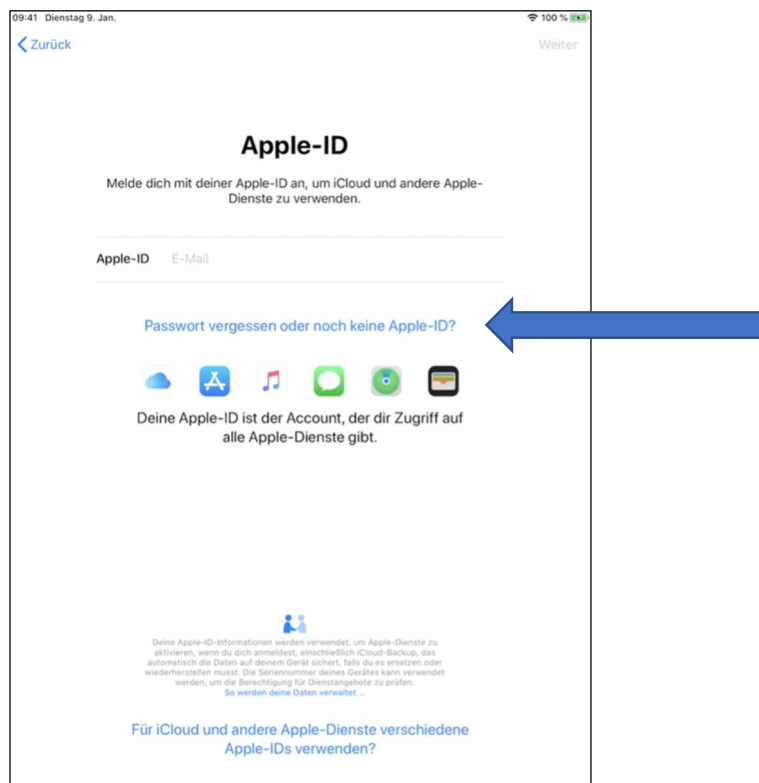 09:41 Dienstag 9. Jan. 100 %
Zurück Weiter
Apple-ID
Melde dich mit deiner Apple-ID an, um iCloud und andere Apple-
Dienste zu verwenden.
Apple-ID E-Mail
Passwort vergessen oder noch keine Apple-ID?
Deine Apple-ID ist der Account, der dir Zugriff auf
alle Apple-Dienste gibt.
Deine Apple-ID-Informationen werden verwendet, um Apple-Dienste zu
aktivieren, wenn du dich anmeldest, einschließlich iCloud-Backup, das
automatisch die Daten auf deinem Gerät sichert, falls du es ersetzen oder
wiederherstellen musst. Die Seriennummer deines Gerätes kann verwendet
werden, um die Berechtigung für Dienstangebote zu prüfen.
So werden deine Daten verwaltet ...
Für iCloud und andere Apple-Dienste verschiedene
Apple-IDs verwenden?